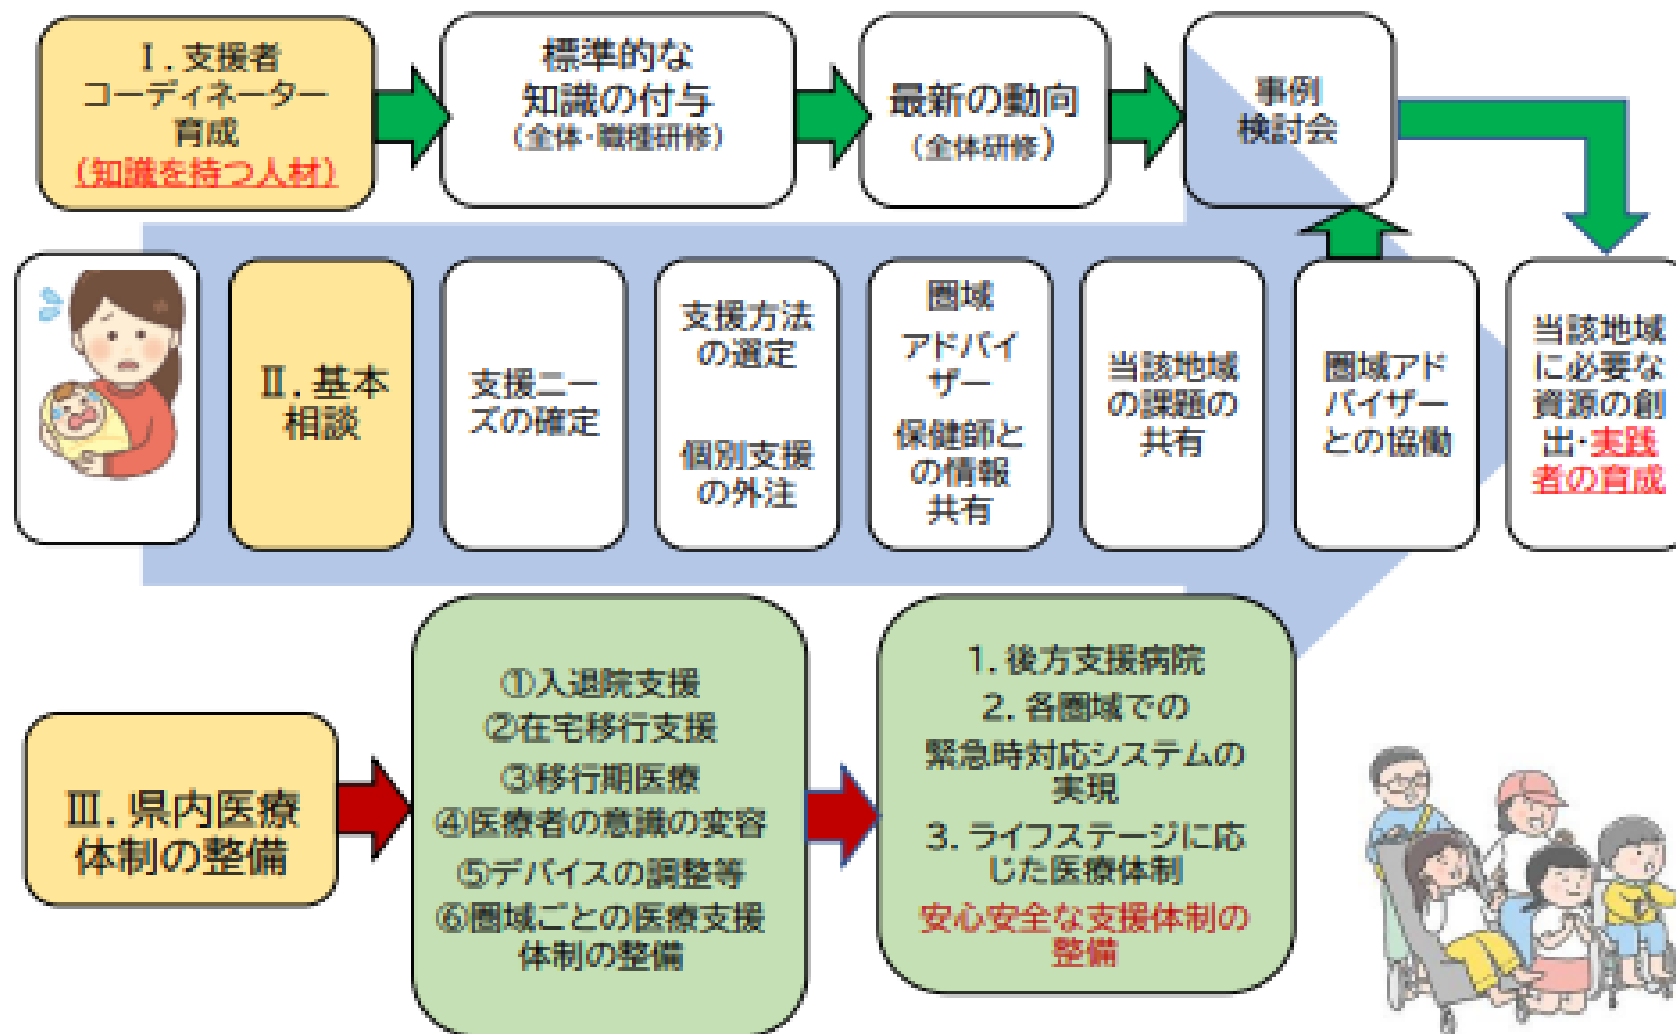 Ⅰ.支援者
コーディネーター
育成
(知識を持つ人材)
標準的な
知識の付与
(全体・職種研修)
最新の動向
(全体研修)
事例
検討会
Ⅱ.基本
相談
支援ニー
ズの確定
支援方法
の選定
個別支援
の外注
圏域
アドバイ
ザー
保健師と
の情報
共有
当該地域
の課題の
共有
圏域アド
バイザー
との協働
当該地域
に必要な
資源の創
出・実践
者の育成
Ⅲ.県内医療
体制の整備
①入退院支援
②在宅移行支援
③移行期医療
④医療者の意識の変容
⑤デバイスの調整等
⑥圏域ごとの医療支援
体制の整備
1.後方支援病院
2.各圏域での
緊急時対応システムの
実現
3.ライフステージに応
じた医療体制
安心安全な支援体制の
整備